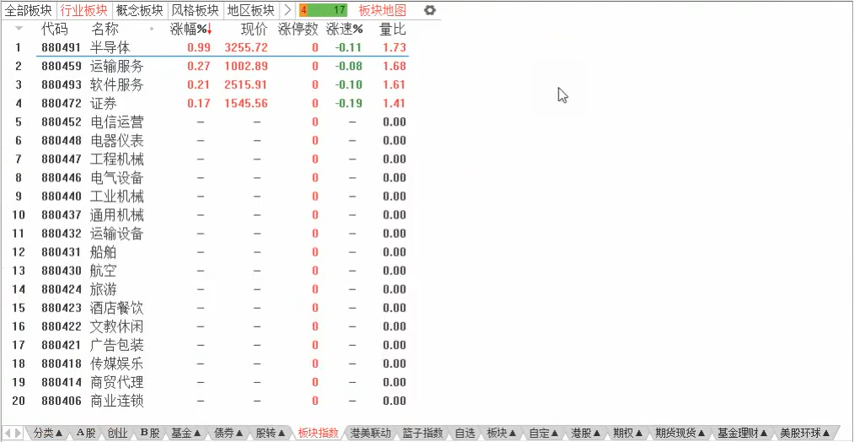 全部板块 行业板块 概念板块 风格板块 地区板块 4 17 板块地图
代码 名称 涨幅%↓ 现价 涨停数 涨速% 量比
1 880491 半导体 0.99 3255.72 0 -0.11 1.73
2 880459 运输服务 0.27 1002.89 0 -0.08 1.68
3 880493 软件服务 0.21 2515.91 0 -0.10 1.61
4 880472 证券 0.17 1545.56 0 -0.19 1.41
5 880452 电信运营 – – 0 – 0.00
6 880448 电器仪表 – – 0 – 0.00
7 880447 工程机械 – – 0 – 0.00
8 880446 电气设备 – – 0 – 0.00
9 880440 工业机械 – – 0 – 0.00
10 880437 通用机械 – – 0 – 0.00
11 880432 运输设备 – – 0 – 0.00
12 880431 船舶 – – 0 – 0.00
13 880430 航空 – – 0 – 0.00
14 880424 旅游 – – 0 – 0.00
15 880423 酒店餐饮 – – 0 – 0.00
16 880422 文教休闲 – – 0 – 0.00
17 880421 广告包装 – – 0 – 0.00
18 880418 传媒娱乐 – – 0 – 0.00
19 880414 商贸代理 – – 0 – 0.00
20 880406 商业连锁 – – 0 – 0.00
分类▲ A股 创业 B股 基金▲ 债券▲ 股转▲ 板块指数 港美联动 篮子指数 自选 板块▲ 自定▲ 港股▲ 期权▲ 期货现货▲ 基金理财▲ 美股环球▲